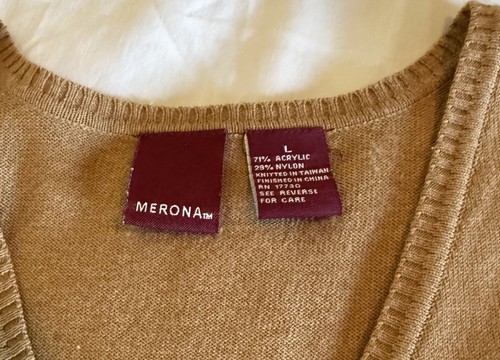 MERONA™
L
71% ACRYLIC
29% NYLON
KNITTED IN TAIWAN
FINISHED IN CHINA
RN 17730
SEE REVERSE
FOR CARE